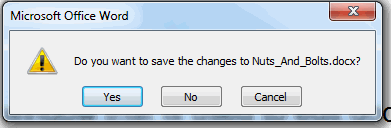 Microsoft Office Word
Do you want to save the changes to Nuts_And_Bolts.docx?
Yes No Cancel